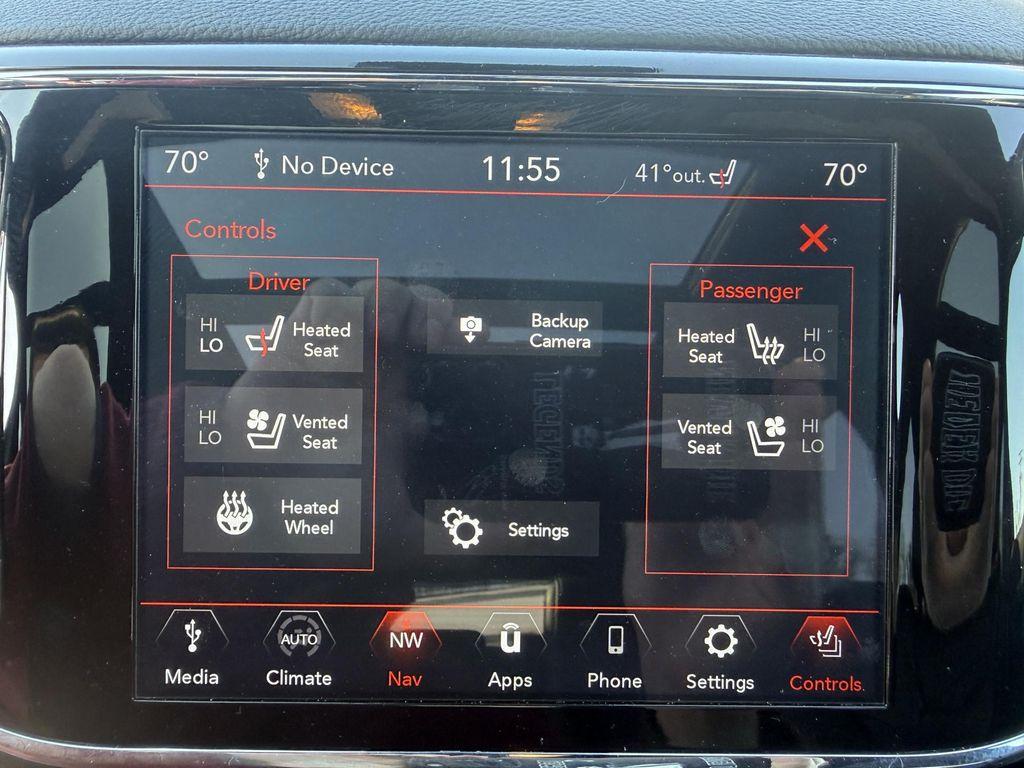 70° No Device 11:55 41°out. 70°
Controls
Driver
HI
LO
Heated
Seat
HI
LO
Vented
Seat
Heated
Wheel
Backup
Camera
Settings
Passenger
Heated
Seat
HI
LO
Vented
Seat
HI
LO
AUTO
NW
Media
Climate
Nav
Apps
Phone
Settings
Controls